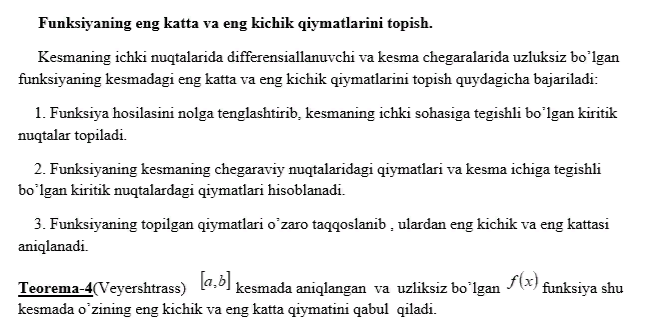 Funksiyaning eng katta va eng kichik qiymatlarini topish.
Kesmaning ichki nuqtalarida differensiallanuvchi va kesma chegaralarida uzluksiz bo’lgan
funksiyaning kesmadagi eng katta va eng kichik qiymatlarini topish quydagicha bajariladi:
1. Funksiya hosilasini nolga tenglashtirib, kesmaning ichki sohasiga tegishli bo’lgan kiritik
nuqtalar topiladi.
2. Funksiyaning kesmaning chegaraviy nuqtalaridagi qiymatlari va kesma ichiga tegishli
bo’lgan kiritik nuqtalardagi qiymatlari hisoblanadi.
3. Funksiyaning topilgan qiymatlari o’zaro taqqoslanib , ulardan eng kichik va eng kattasi
aniqlanadi.
Teorema-4(Veyershtrass) [a,b] kesmada aniqlangan va uzliksiz bo’lgan f(x) funksiya shu
kesmada o’zining eng kichik va eng katta qiymatini qabul qiladi.